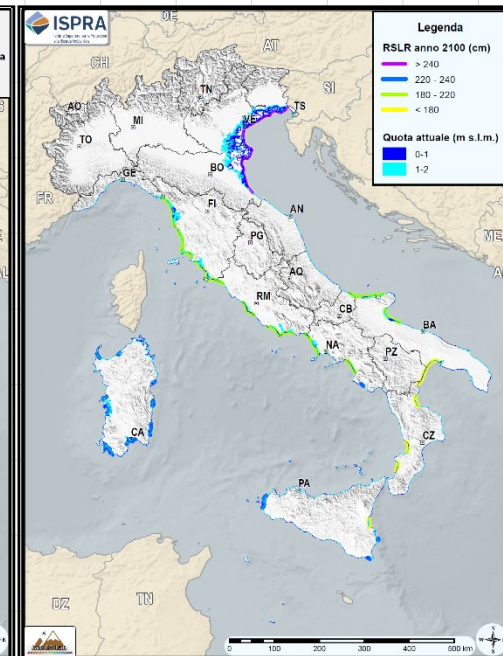 ISPRA
Legenda
RSLR anno 2100 (cm)
> 240
220 - 240
180 - 220
< 180
Quota attuale (m s.l.m.)
0-1
1-2
DE
AT
CH
SI
FR
ME
DZ
TN
AO
TN
TS
MI
VE
TO
BO
GE
FI
AN
PG
AQ
RM
CB
BA
NA
PZ
CA
CZ
PA
0 100 200 300 400 600 km
N
W
E
S